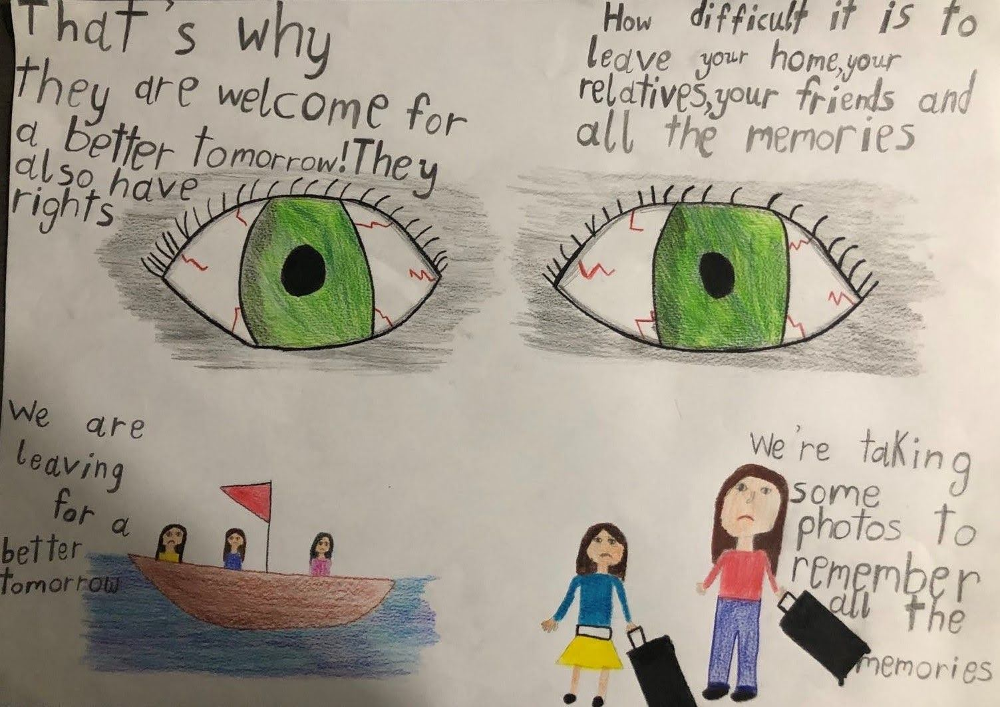 That's why
they are welcome for
a better tomorrow!They
also have
rights
How difficult it is to
leave your home,your
relatives,your friends and
all the memories
We are
leaving
for a
better
tomorrow
We're taking
some
photos to
remember
all the
memories